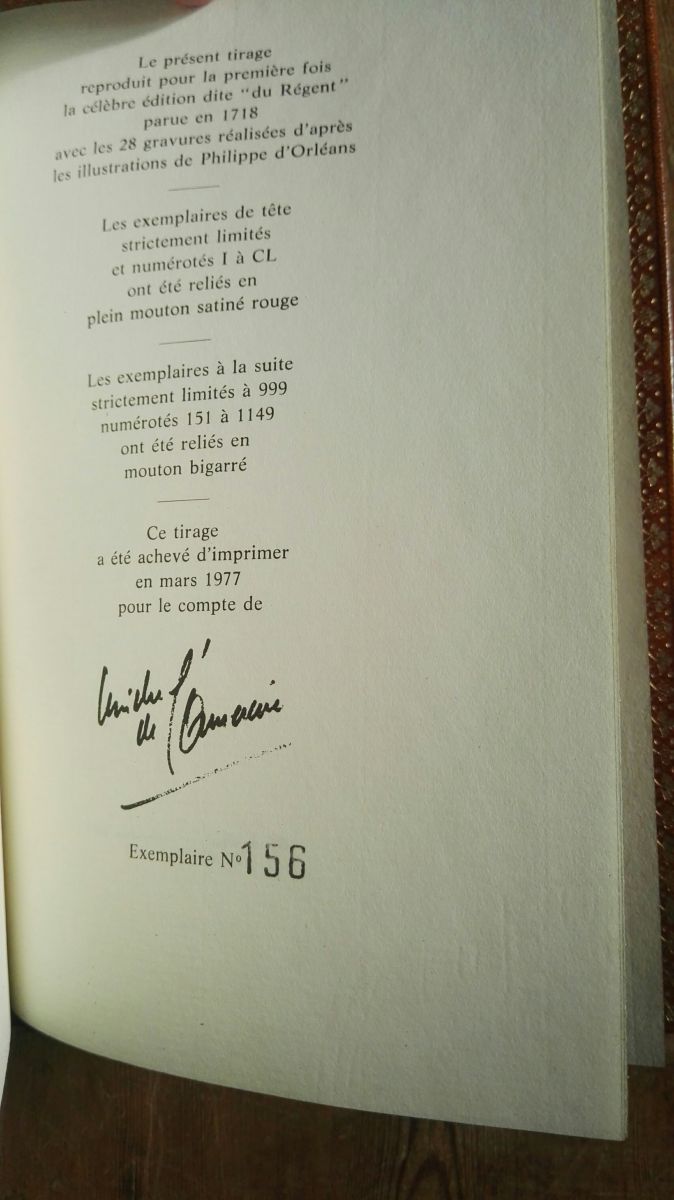 Le présent tirage
reproduit pour la première fois
la célèbre édition dite "du Régent"
parue en 1718
avec les 28 gravures réalisées d'après
les illustrations de Philippe d'Orléans
Les exemplaires de tête
strictement limités
et numérotés I à CL
ont été reliés en
plein mouton satiné rouge
Les exemplaires à la suite
strictement limités à 999
numérotés 151 à 1149
ont été reliés en
mouton bigarré
Ce tirage
a été achevé d'imprimer
en mars 1977
pour le compte de
de
Exemplaire Nº 156